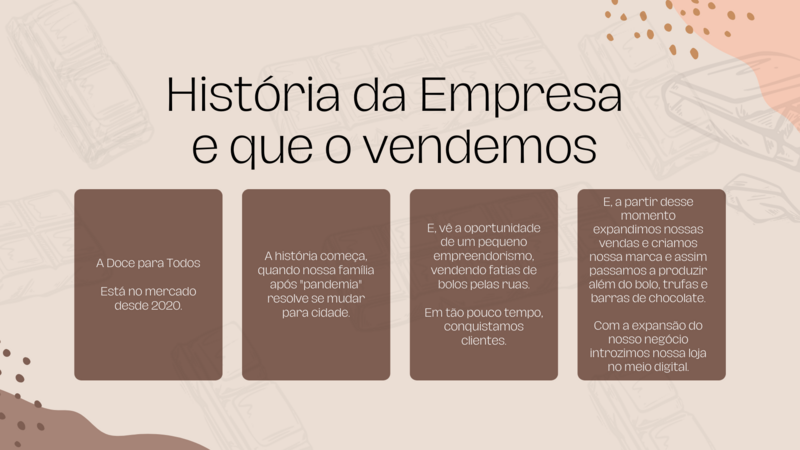 História da Empresa
e que o vendemos
A Doce para Todos
Está no mercado
desde 2020.
A história começa,
quando nossa família
após "pandemia"
resolve se mudar
para cidade.
E, vê a oportunidade
de um pequeno
empreendorismo,
vendendo fatias de
bolos pelas ruas.
Em tão pouco tempo,
conquistamos
clientes.
E, a partir desse
momento
expandimos nossas
vendas e criamos
nossa marca e assim
passamos a produzir
além do bolo, trufas e
barras de chocolate.
Com a expansão do
nosso negócio
introzimos nossa loja
no meio digital.